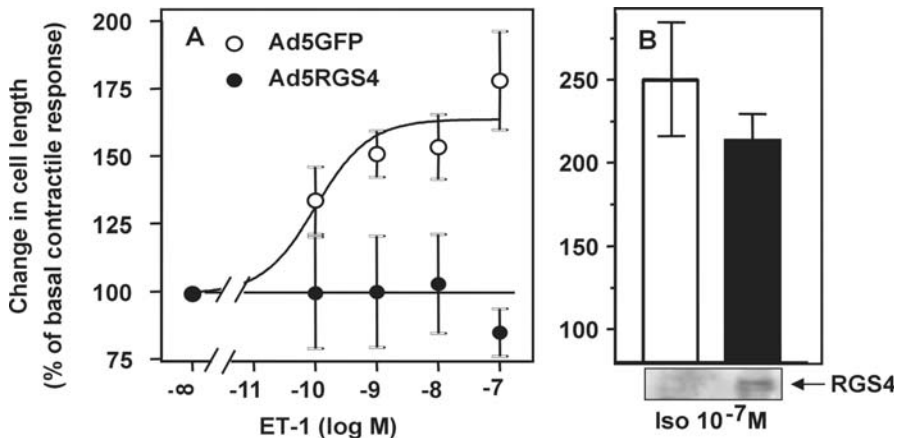 Change in cell length
(% of basal contractile response)
200
175
150
125
100
75
A
Ad5GFP
Ad5RGS4
-∞
-11
-10
-9
-8
-7
ET-1 (log M)
B
250
200
150
100
RGS4
Iso 10⁻⁷M